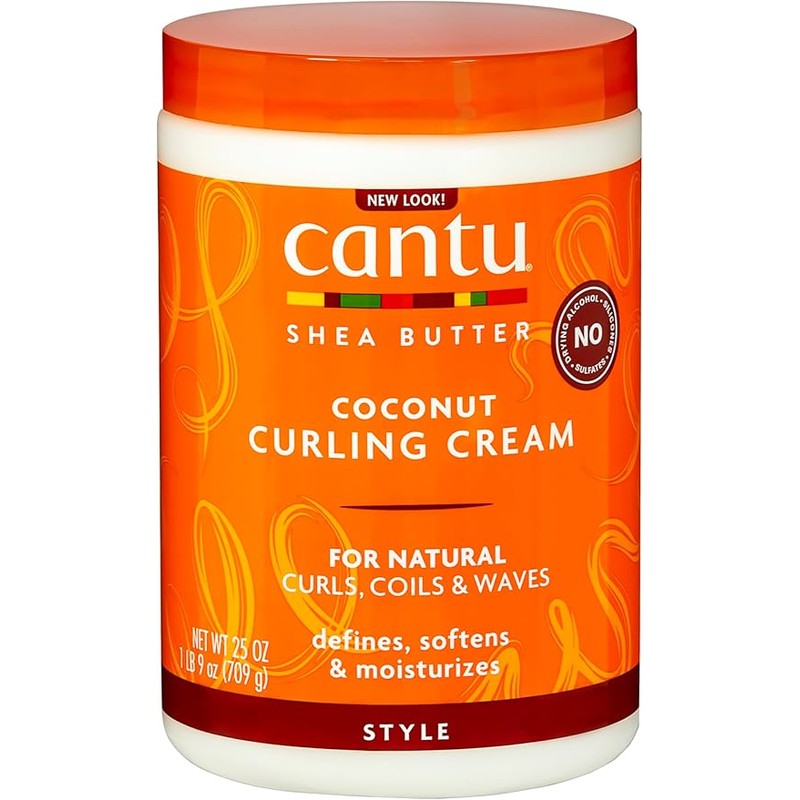 NEW LOOK!
cantu®
SHEA BUTTER
DRYING ALCOHOL • SILICONES • SULFATES •
NO
COCONUT
CURLING CREAM
FOR NATURAL
CURLS, COILS & WAVES
defines, softens
& moisturizes
NET WT 25 OZ
1 LB 9 oz (709 g)
STYLE